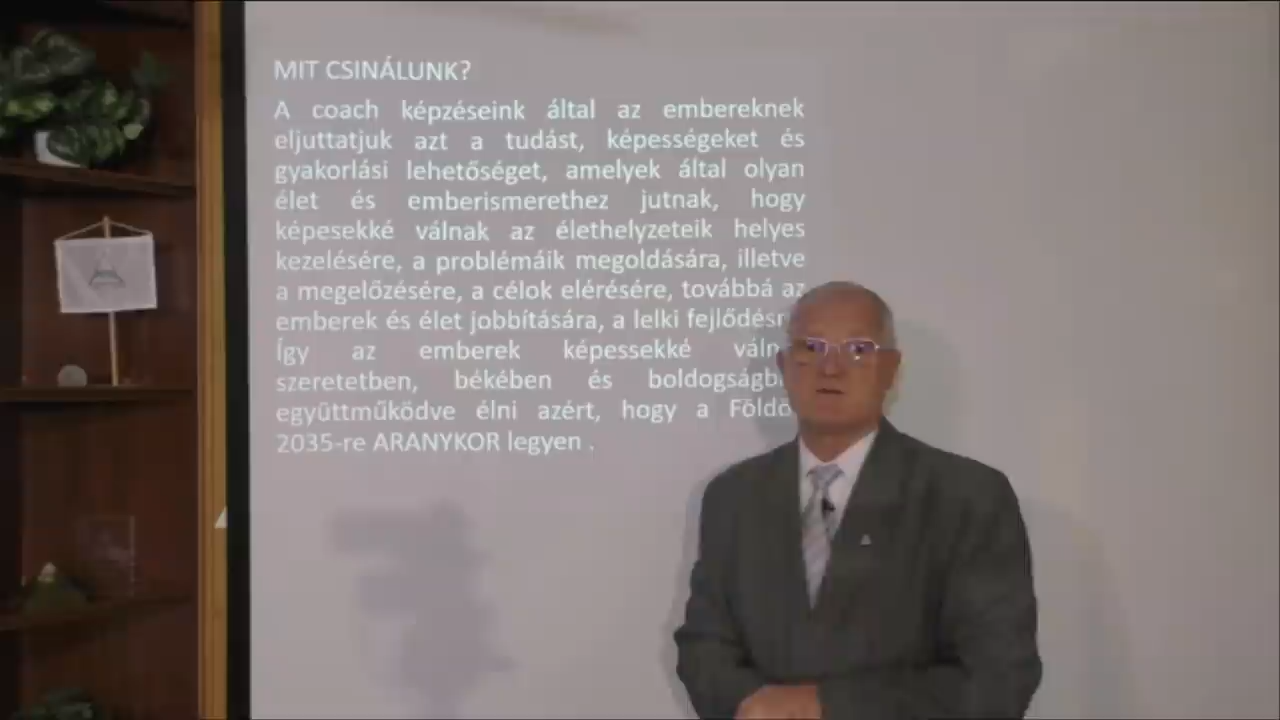 MIT CSINÁLUNK?
A coach képzéseink által az embereknek
eljuttatjuk azt a tudást, képességeket és
gyakorlási lehetőséget, amelyek által olyan
élet és emberismerethez jutnak, hogy
képesekké válnak az élethelyzeteik helyes
kezelésére, a problémáik megoldására, illetve
a megelőzésére, a célok elérésére, továbbá az
emberek és élet jobbítására, a lelki
Így az emberek képessekké
szeretetben, békében és
együttműködve élni azért, hogy a
2035-re ARANYKOR legyen .